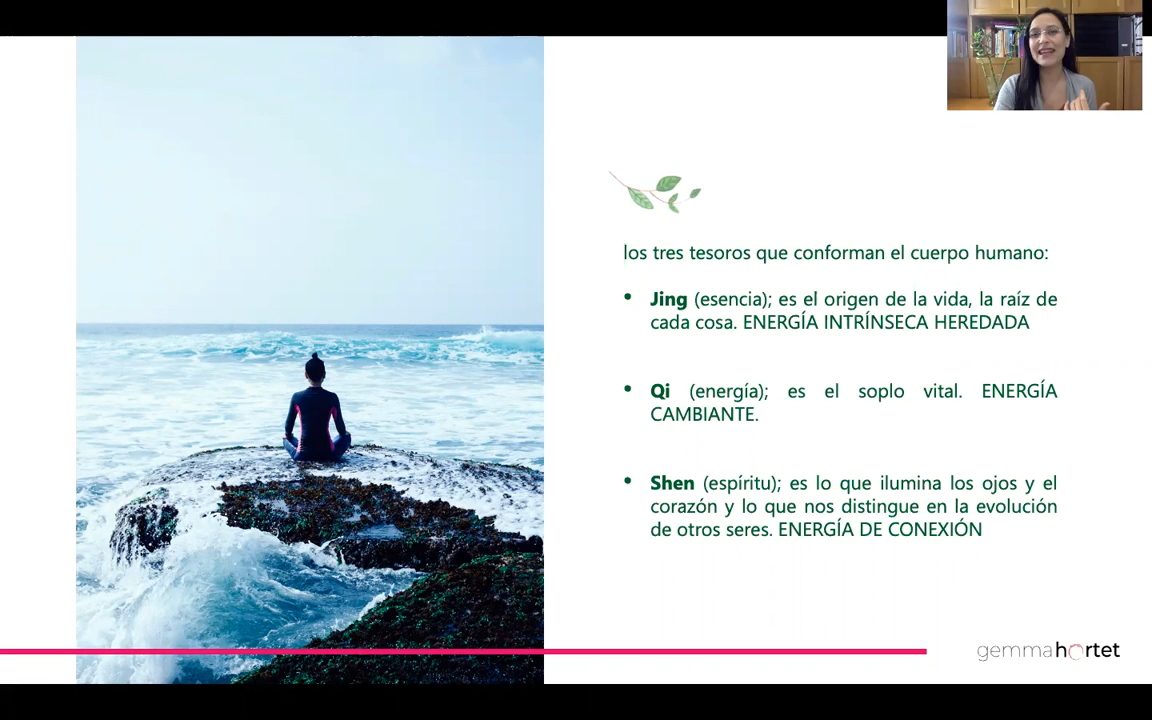 los tres tesoros que conforman el cuerpo humano:
• Jing (esencia); es el origen de la vida, la raíz de
cada cosa. ENERGÍA INTRÍNSECA HEREDADA
• Qi (energía); es el soplo vital. ENERGÍA
CAMBIANTE.
• Shen (espíritu); es lo que ilumina los ojos y el
corazón y lo que nos distingue en la evolución
de otros seres. ENERGÍA DE CONEXIÓN
gemmahortet